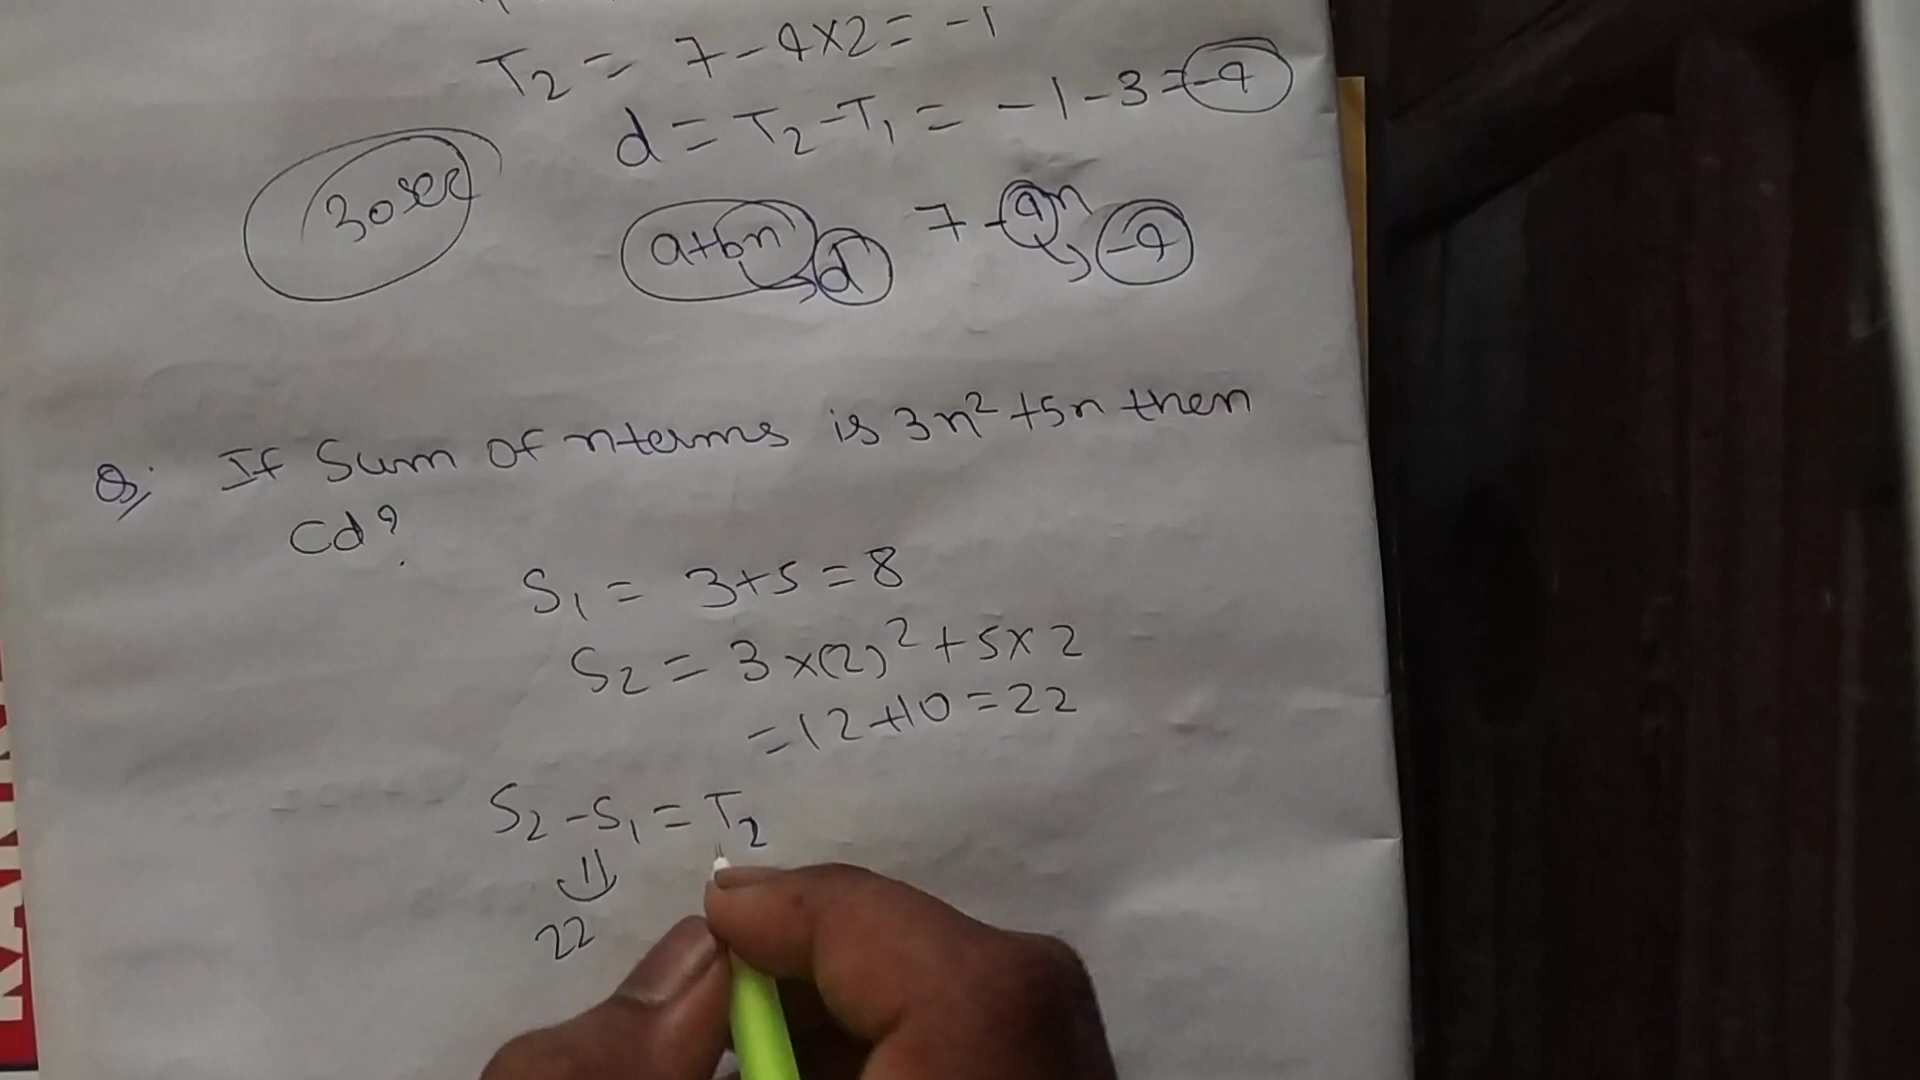 T2 = 7-4×2= -1
d = T2-T1 = -1-3=-4
30sec
a+bn d 7-4n -4
Q. If Sum of n terms is 3n²+5n then
Cd?
S1 = 3+5=8
S2 = 3×(2)²+5×2
=12+10=22
S2-S1=T2
22